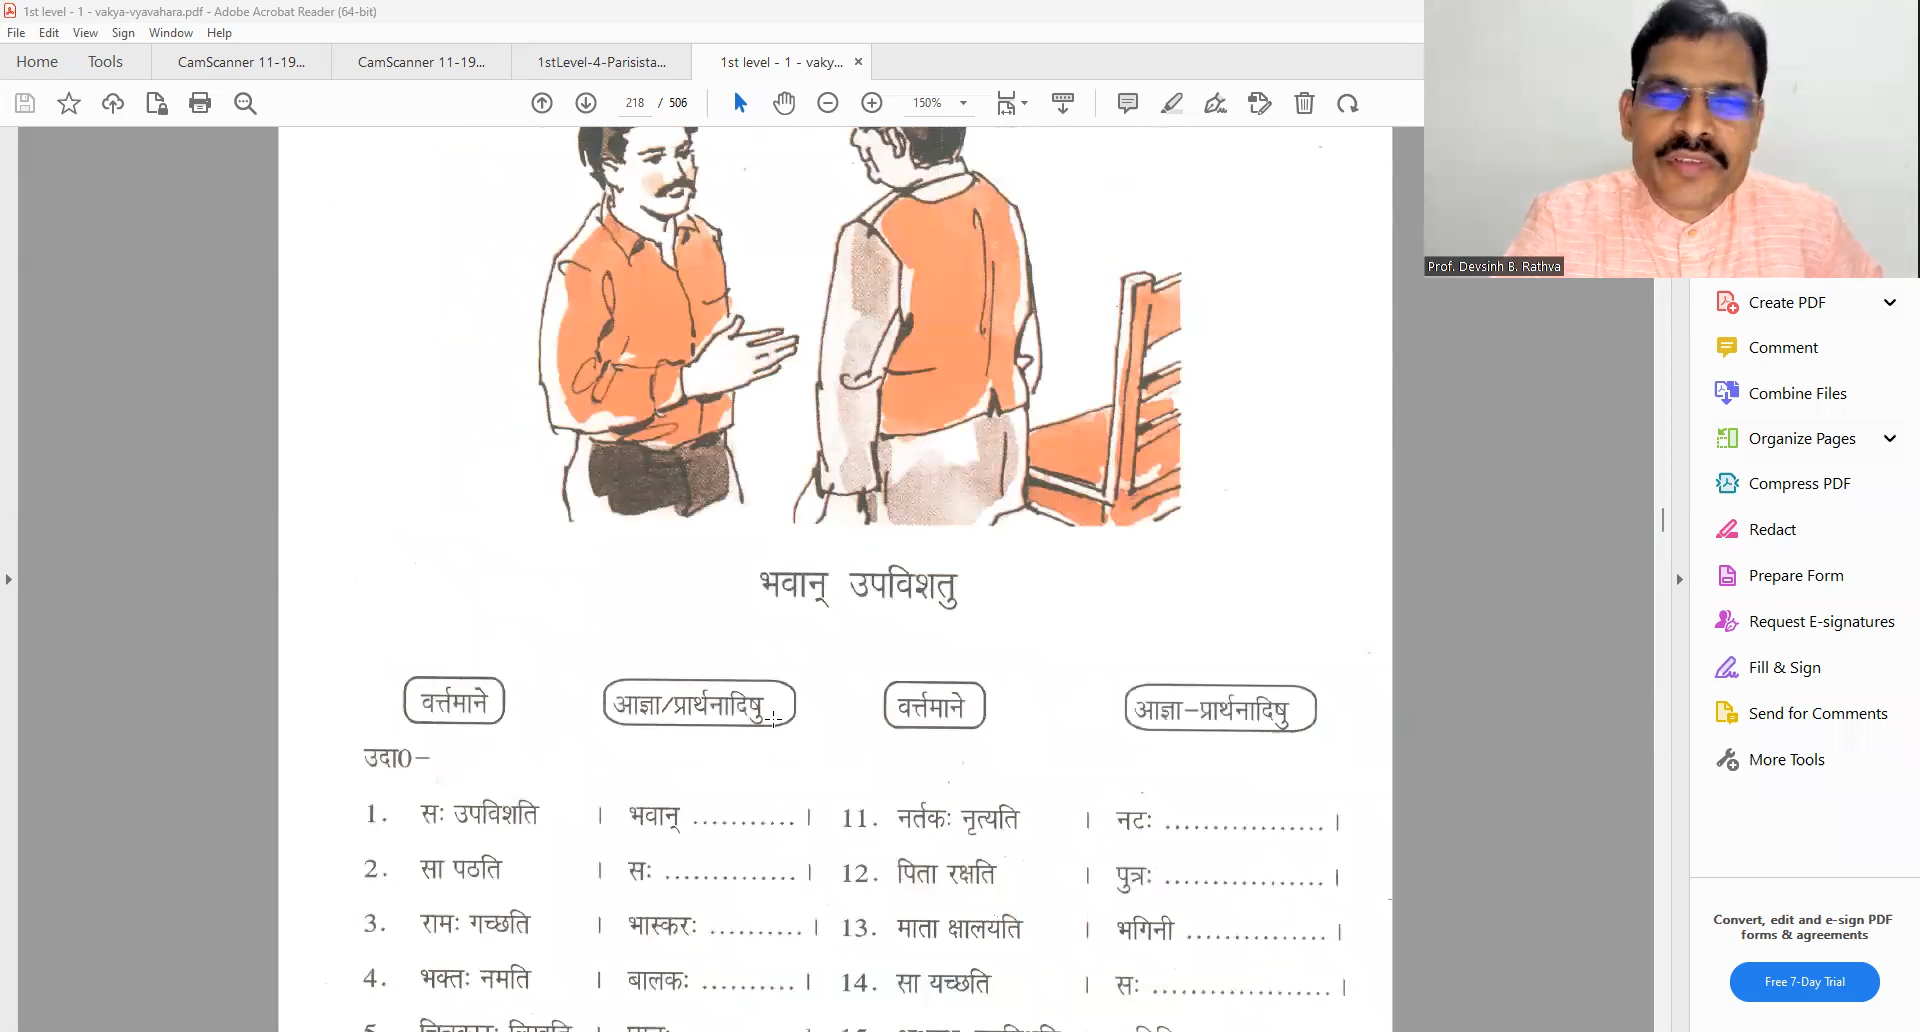 1st level - 1 - vakya-vyavahara.pdf - Adobe Acrobat Reader (64-bit)
File Edit View Sign Window Help
Home Tools CamScanner 11-19... CamScanner 11-19... 1stLevel-4-Parisista... 1st level - 1 - vaky... ×
218 / 506 150%
Prof. Devsinh B. Rathva
Create PDF
Comment
Combine Files
Organize Pages
Compress PDF
Redact
Prepare Form
Request E-signatures
Fill & Sign
Send for Comments
More Tools
Convert, edit and e-sign PDF
forms & agreements
Free 7-Day Trial
भवान् उपविशतु
वर्त्तमाने आज्ञा/प्रार्थनादिषु वर्त्तमाने आज्ञा-प्रार्थनादिषु
उदा0-
1. सः उपविशति । भवान् ........... । 11. नर्तकः नृत्यति । नटः .................. ।
2. सा पठति । सः .............. । 12. पिता रक्षति । पुत्रः .................. ।
3. रामः गच्छति । भास्करः .......... । 13. माता क्षालयति । भगिनी ............... ।
4. भक्तः नमति । बालकः .......... । 14. सा यच्छति । सः .................... ।